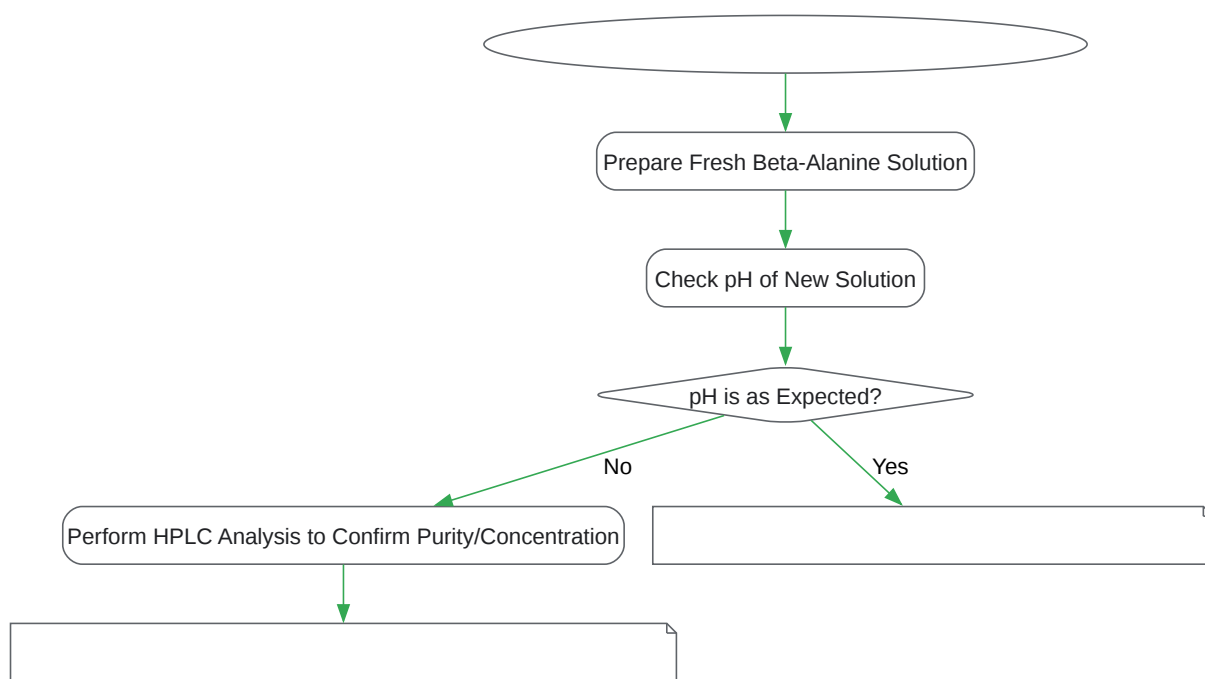 Prepare Fresh Beta-Alanine Solution
Check pH of New Solution
pH is as Expected?
No
Yes
Perform HPLC Analysis to Confirm Purity/Concentration